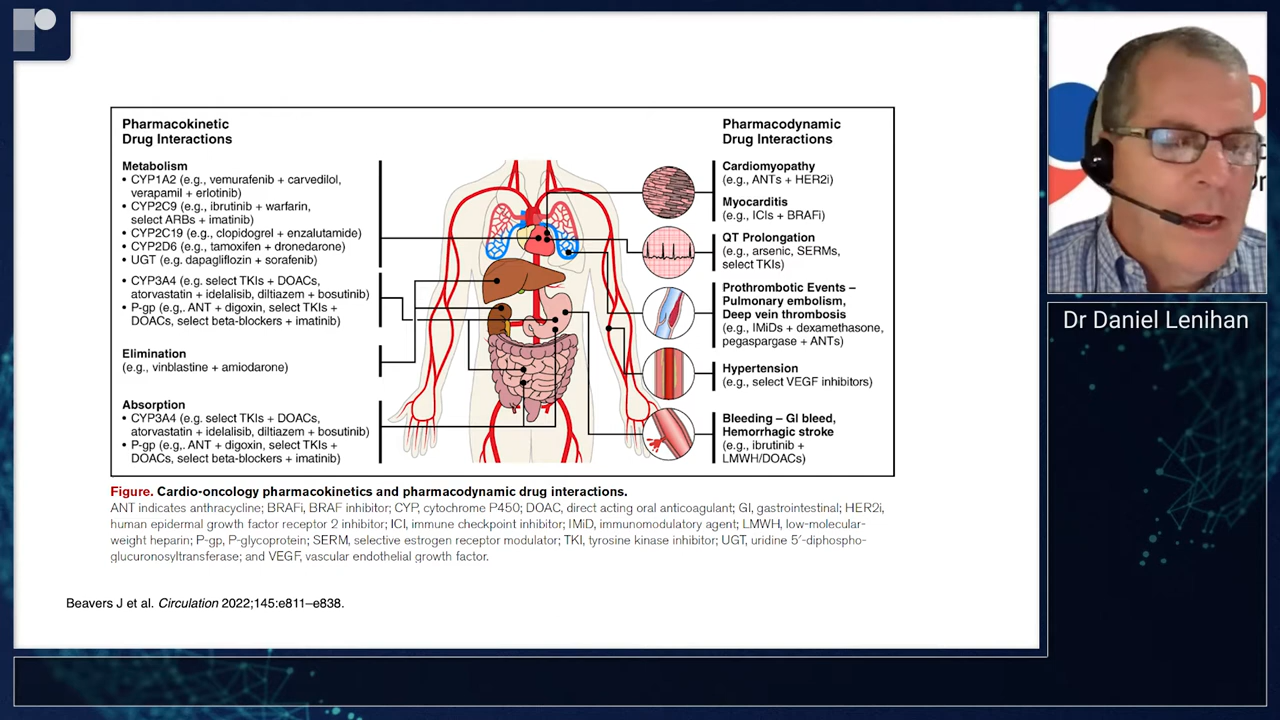 Pharmacokinetic
Drug Interactions
Metabolism
• CYP1A2 (e.g., vemurafenib + carvedilol,
verapamil + erlotinib)
• CYP2C9 (e.g., ibrutinib + warfarin,
select ARBs + imatinib)
• CYP2C19 (e.g., clopidogrel + enzalutamide)
• CYP2D6 (e.g., tamoxifen + dronedarone)
• UGT (e.g. dapagliflozin + sorafenib)
• CYP3A4 (e.g. select TKIs + DOACs,
atorvastatin + idelalisib, diltiazem + bosutinib)
• P-gp (e.g,. ANT + digoxin, select TKIs +
DOACs, select beta-blockers + imatinib)
Elimination
(e.g., vinblastine + amiodarone)
Absorption
• CYP3A4 (e.g. select TKIs + DOACs,
atorvastatin + idelalisib, diltiazem + bosutinib)
• P-gp (e.g,. ANT + digoxin, select TKIs +
DOACs, select beta-blockers + imatinib)
Pharmacodynamic
Drug Interactions
Cardiomyopathy
(e.g., ANTs + HER2i)
Myocarditis
(e.g., ICIs + BRAFi)
QT Prolongation
(e.g., arsenic, SERMs,
select TKIs)
Prothrombotic Events –
Pulmonary embolism,
Deep vein thrombosis
(e.g., IMiDs + dexamethasone,
pegaspargase + ANTs)
Hypertension
(e.g., select VEGF inhibitors)
Bleeding – GI bleed,
Hemorrhagic stroke
(e.g., ibrutinib +
LMWH/DOACs)
Figure. Cardio-oncology pharmacokinetics and pharmacodynamic drug interactions.
ANT indicates anthracycline; BRAFi, BRAF inhibitor; CYP, cytochrome P450; DOAC, direct acting oral anticoagulant; GI, gastrointestinal; HER2i,
human epidermal growth factor receptor 2 inhibitor; ICI, immune checkpoint inhibitor; IMiD, immunomodulatory agent; LMWH, low-molecular-
weight heparin; P-gp, P-glycoprotein; SERM, selective estrogen receptor modulator; TKI, tyrosine kinase inhibitor; UGT, uridine 5′-diphospho-
glucuronosyltransferase; and VEGF, vascular endothelial growth factor.
Beavers J et al. Circulation 2022;145:e811–e838.
Dr Daniel Lenihan